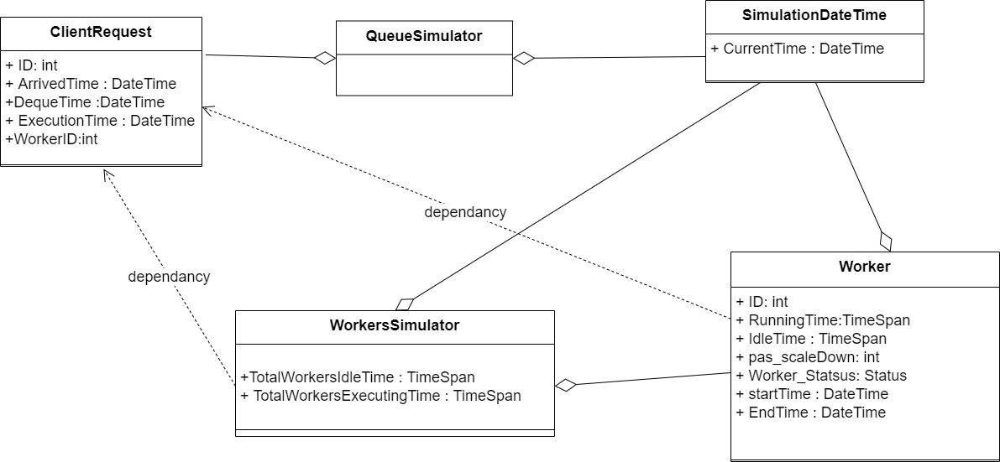 ClientRequest
+ ID: int
+ ArrivedTime : DateTime
+DequeTime :DateTime
+ ExecutionTime : DateTime
+WorkerID:int
QueueSimulator
SimulationDateTime
+ CurrentTime : DateTime
dependancy
dependancy
WorkersSimulator
+TotalWorkersIdleTime : TimeSpan
+ TotalWorkersExecutingTime : TimeSpan
Worker
+ ID: int
+ RunningTime:TimeSpan
+ IdleTime : TimeSpan
+ pas_scaleDown: int
+ Worker_Statsus: Status
+ startTime : DateTime
+ EndTime : DateTime